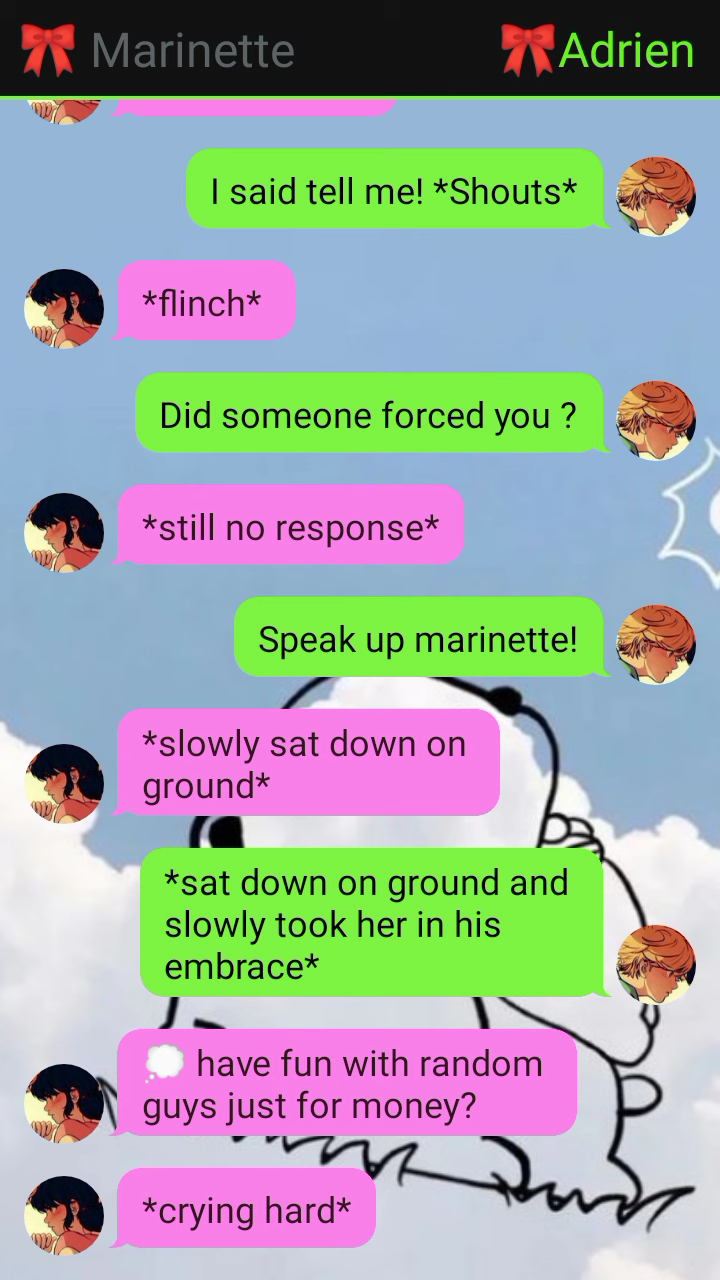 🎀 Marinette
🎀Adrien
I said tell me! *Shouts*
*flinch*
Did someone forced you ?
*still no response*
Speak up marinette!
*slowly sat down on
ground*
*sat down on ground and
slowly took her in his
embrace*
💭 have fun with random
guys just for money?
*crying hard*